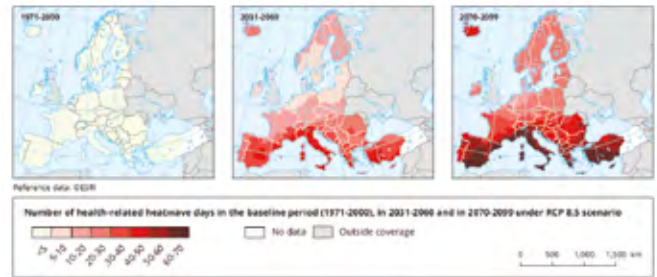 1971-2000
2031-2060
2070-2099
Reference data: ©ESRI
Number of health-related heatwave days in the baseline period (1971-2000), in 2031-2060 and in 2070-2099 under RCP 8.5 scenario
<5
5-10
10-20
20-30
30-40
40-50
50-60
60-70
No data
Outside coverage
0 500 1,000 1,500 km